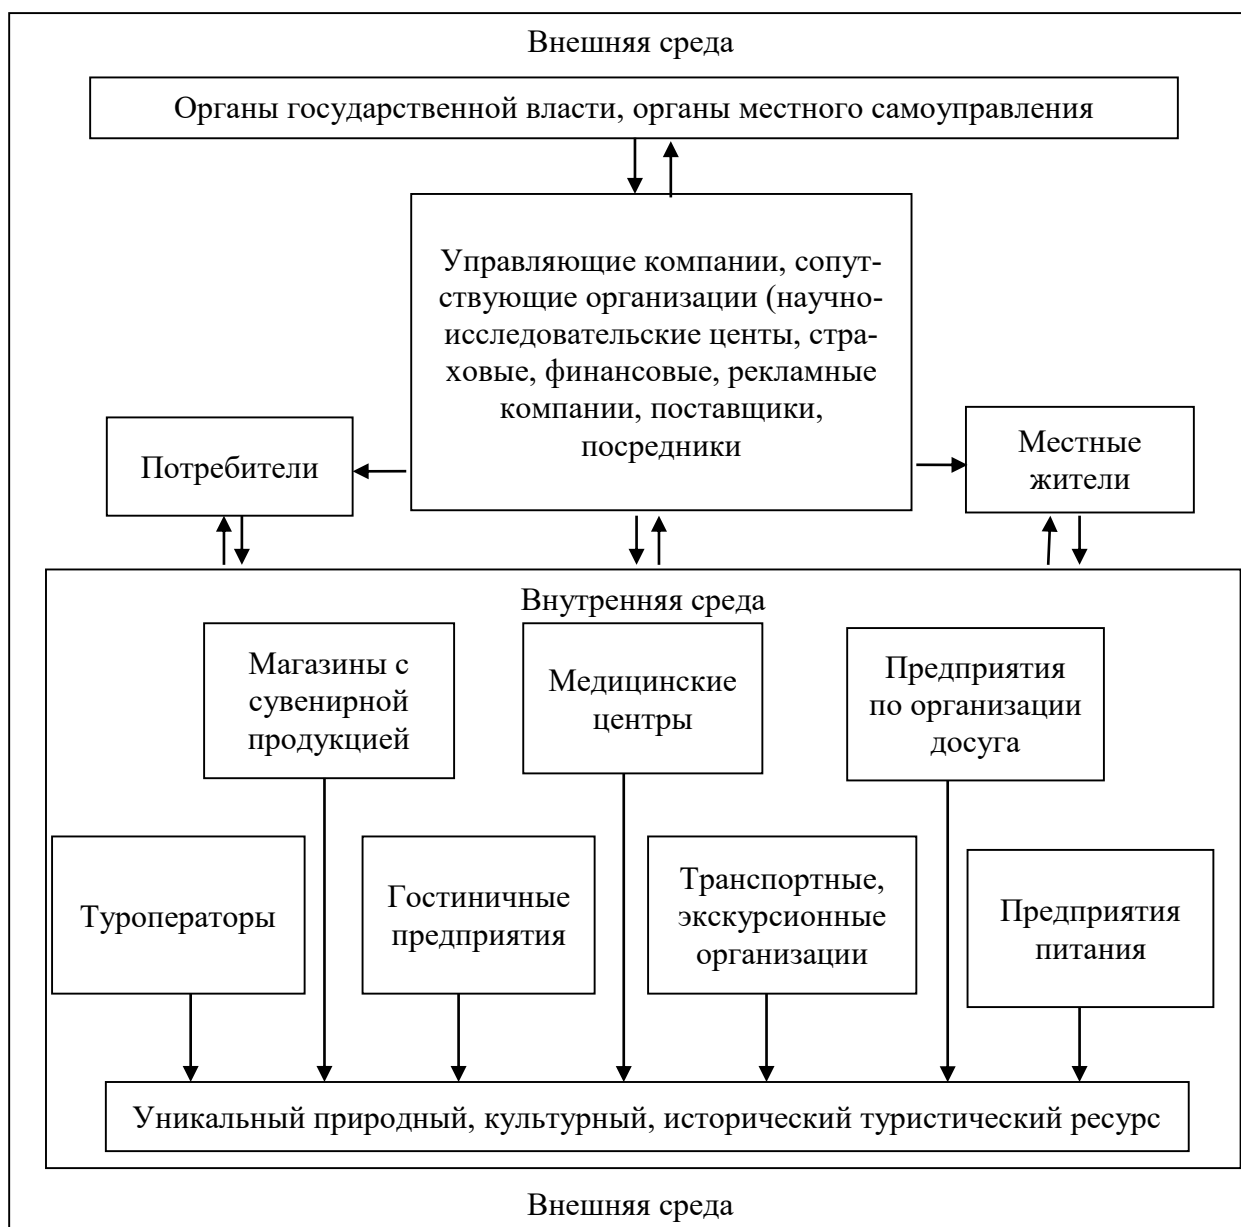 Внешняя среда
Органы государственной власти, органы местного самоуправления
Управляющие компании, сопут-
ствующие организации (научно-
исследовательские центы, стра-
ховые, финансовые, рекламные
компании, поставщики,
посредники
Потребители
Местные
жители
Внутренняя среда
Магазины с
сувенирной
продукцией
Медицинские
центры
Предприятия
по организации
досуга
Туроператоры
Гостиничные
предприятия
Транспортные,
экскурсионные
организации
Предприятия
питания
Уникальный природный, культурный, исторический туристический ресурс
Внешняя среда